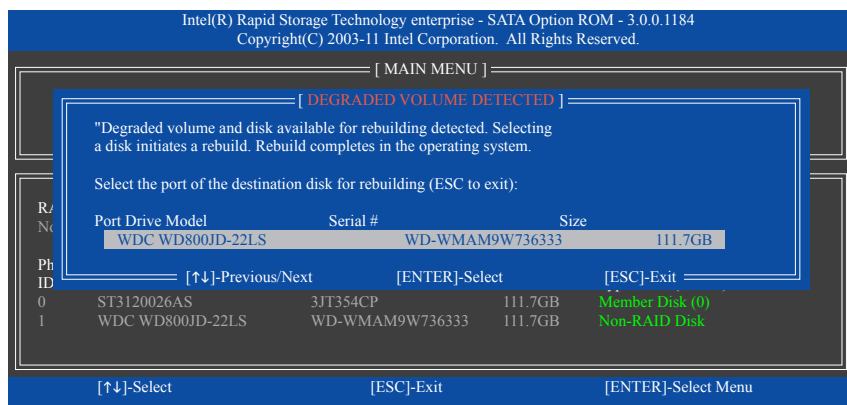 Intel(R) Rapid Storage Technology enterprise - SATA Option ROM - 3.0.0.1184
Copyright(C) 2003-11 Intel Corporation. All Rights Reserved.
[ MAIN MENU ]
[ DEGRADED VOLUME DETECTED ]
"Degraded volume and disk available for rebuilding detected. Selecting
a disk initiates a rebuild. Rebuild completes in the operating system.
Select the port of the destination disk for rebuilding (ESC to exit):
Port Drive Model Serial # Size
WDC WD800JD-22LS WD-WMAM9W736333 111.7GB
[↑↓]-Previous/Next [ENTER]-Select [ESC]-Exit
0 ST3120026AS 3JT354CP 111.7GB Member Disk (0)
1 WDC WD800JD-22LS WD-WMAM9W736333 111.7GB Non-RAID Disk
[↑↓]-Select [ESC]-Exit [ENTER]-Select Menu